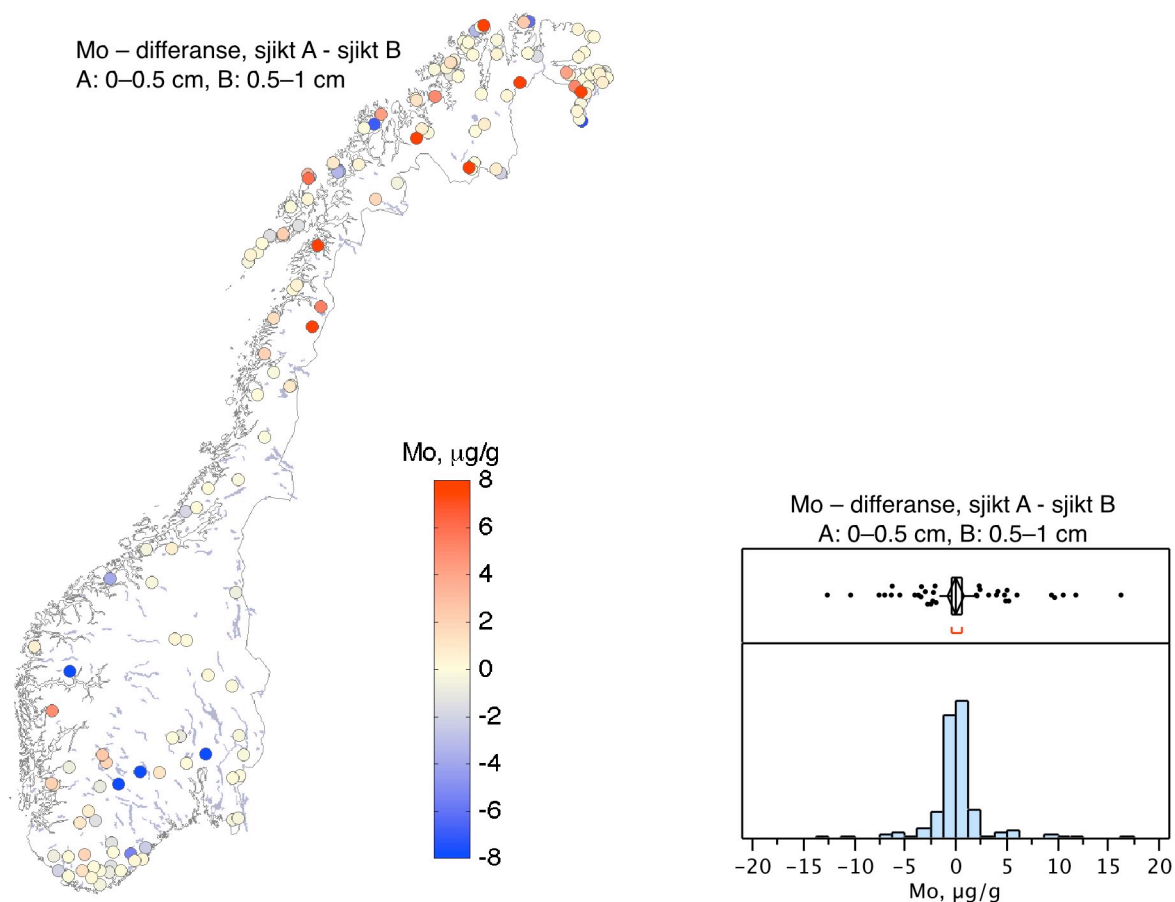 Mo – differanse, sjikt A - sjikt B
A: 0–0.5 cm, B: 0.5–1 cm
Mo, µg/g
8
6
4
2
0
-2
-4
-6
-8
Mo – differanse, sjikt A - sjikt B
A: 0–0.5 cm, B: 0.5–1 cm
-20 -15 -10 -5 0 5 10 15 20
Mo, µg/g